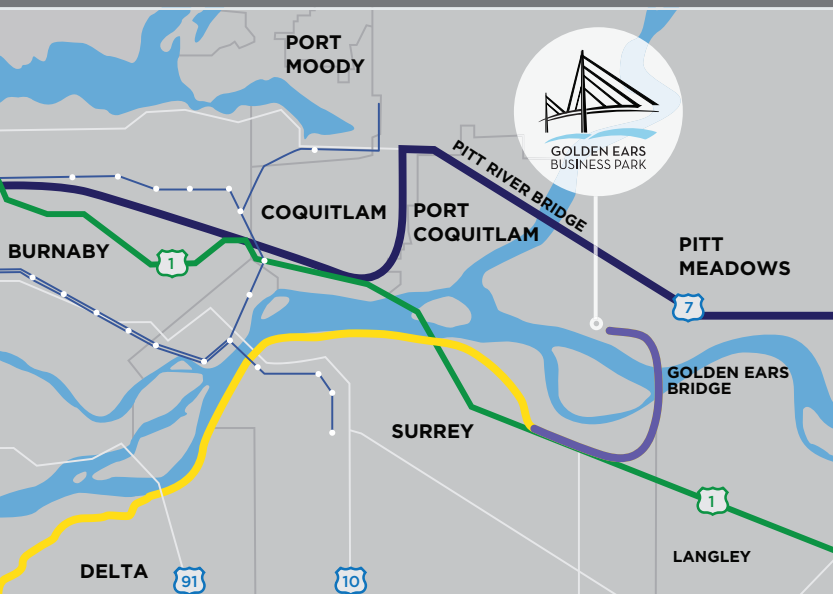 PORT
MOODY
GOLDEN EARS
BUSINESS PARK
PITT RIVER BRIDGE
COQUITLAM
PORT
COQUITLAM
BURNABY
1
PITT
MEADOWS
7
GOLDEN EARS
BRIDGE
SURREY
1
LANGLEY
DELTA
91
10